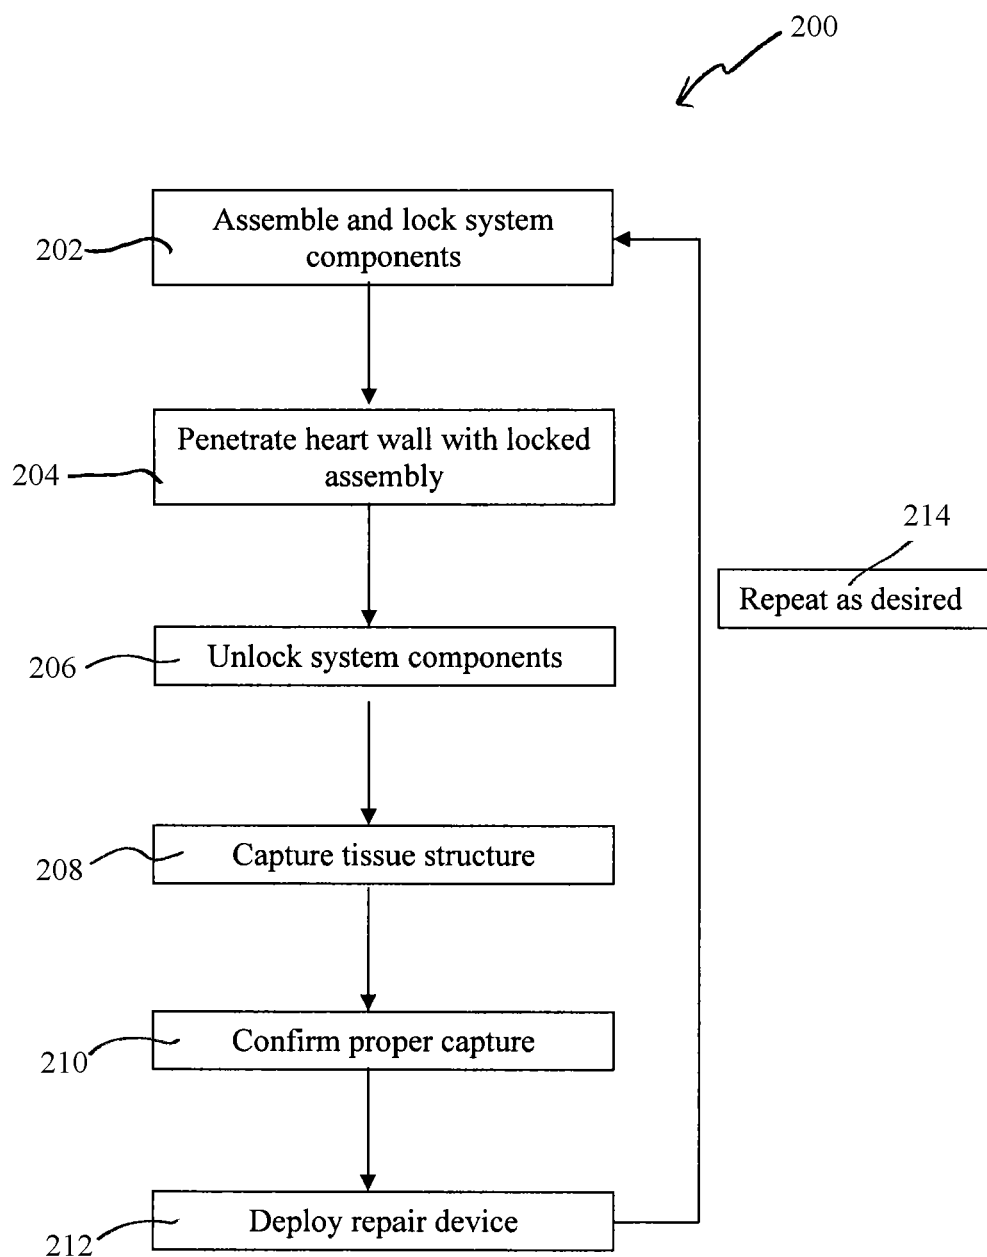 200
Assemble and lock system
components
202
Penetrate heart wall with locked
assembly
204
214
Repeat as desired
Unlock system components
206
Capture tissue structure
208
Confirm proper capture
210
Deploy repair device
212